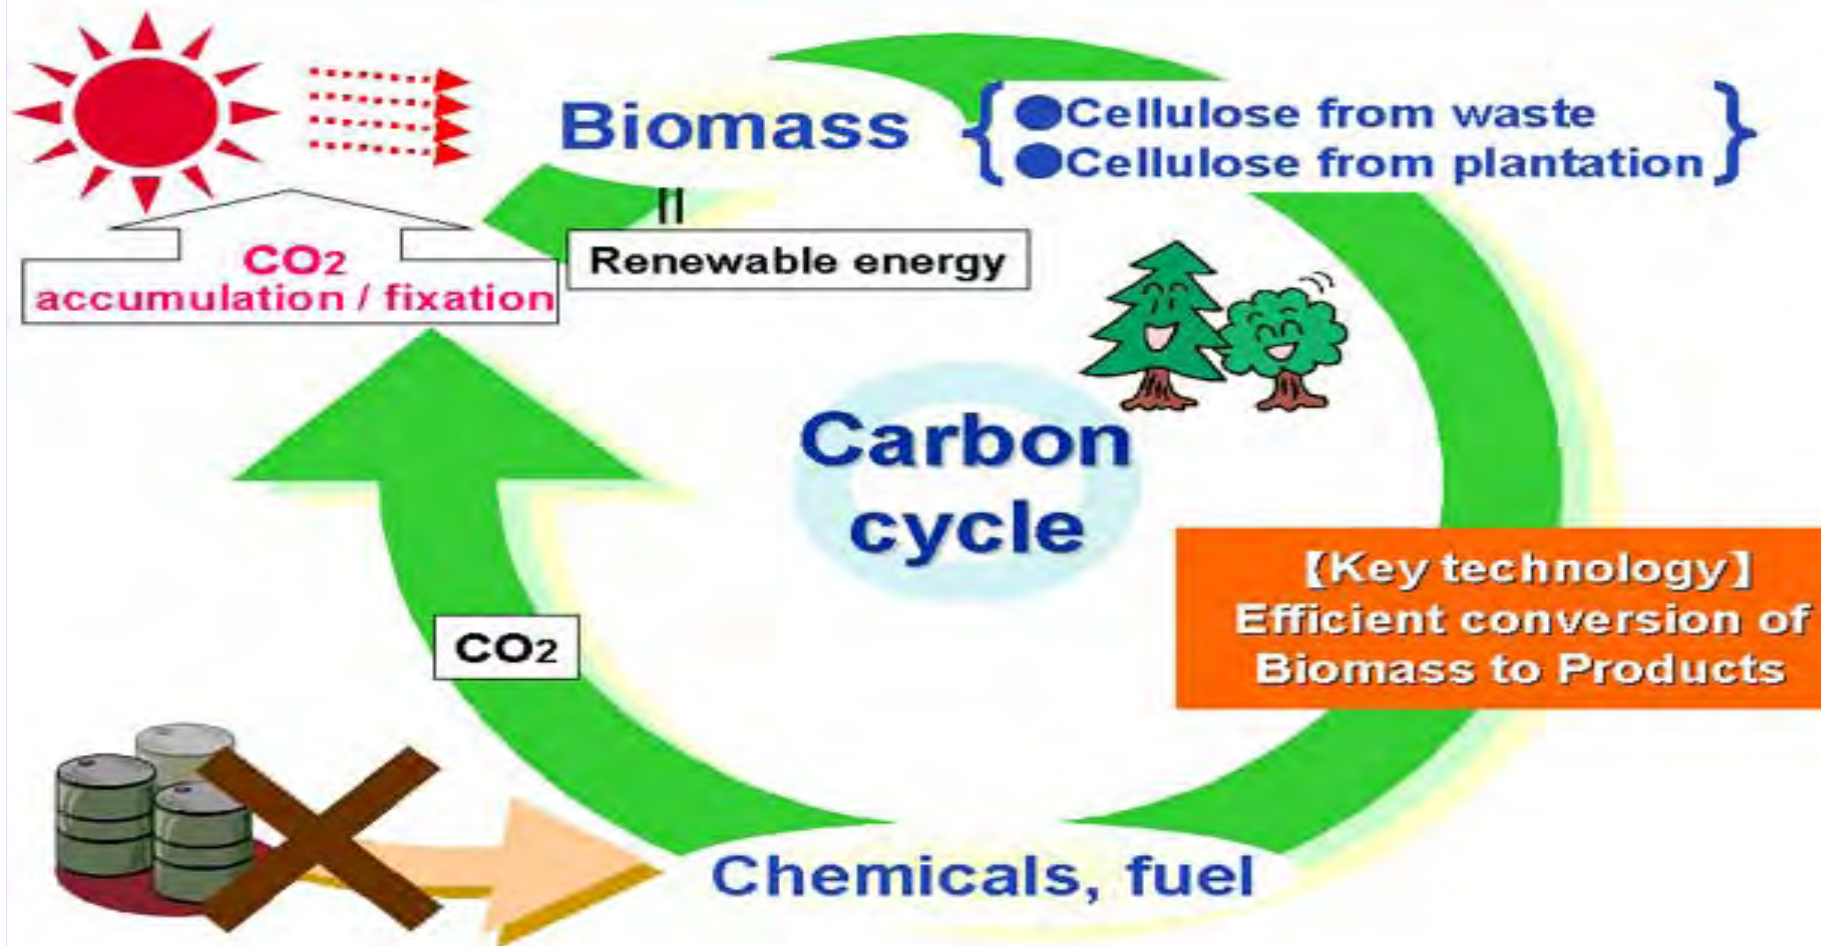 Biomass
●Cellulose from waste
●Cellulose from plantation
Renewable energy
CO2
accumulation / fixation
Carbon
cycle
【Key technology】
Efficient conversion of
Biomass to Products
CO2
Chemicals, fuel